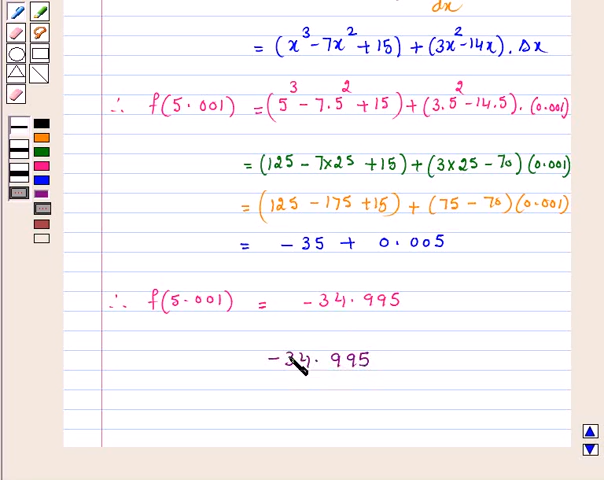 dx
= (x³ - 7x² + 15) + (3x² - 14x) . Δx
∴ f(5.001) = (5³ - 7.5² + 15) + (3.5² - 14.5) . (0.001)
= (125 - 7×25 + 15) + (3×25 - 70) (0.001)
= (125 - 175 + 15) + (75 - 70) (0.001)
= -35 + 0.005
∴ f(5.001) = -34.995
-34.995